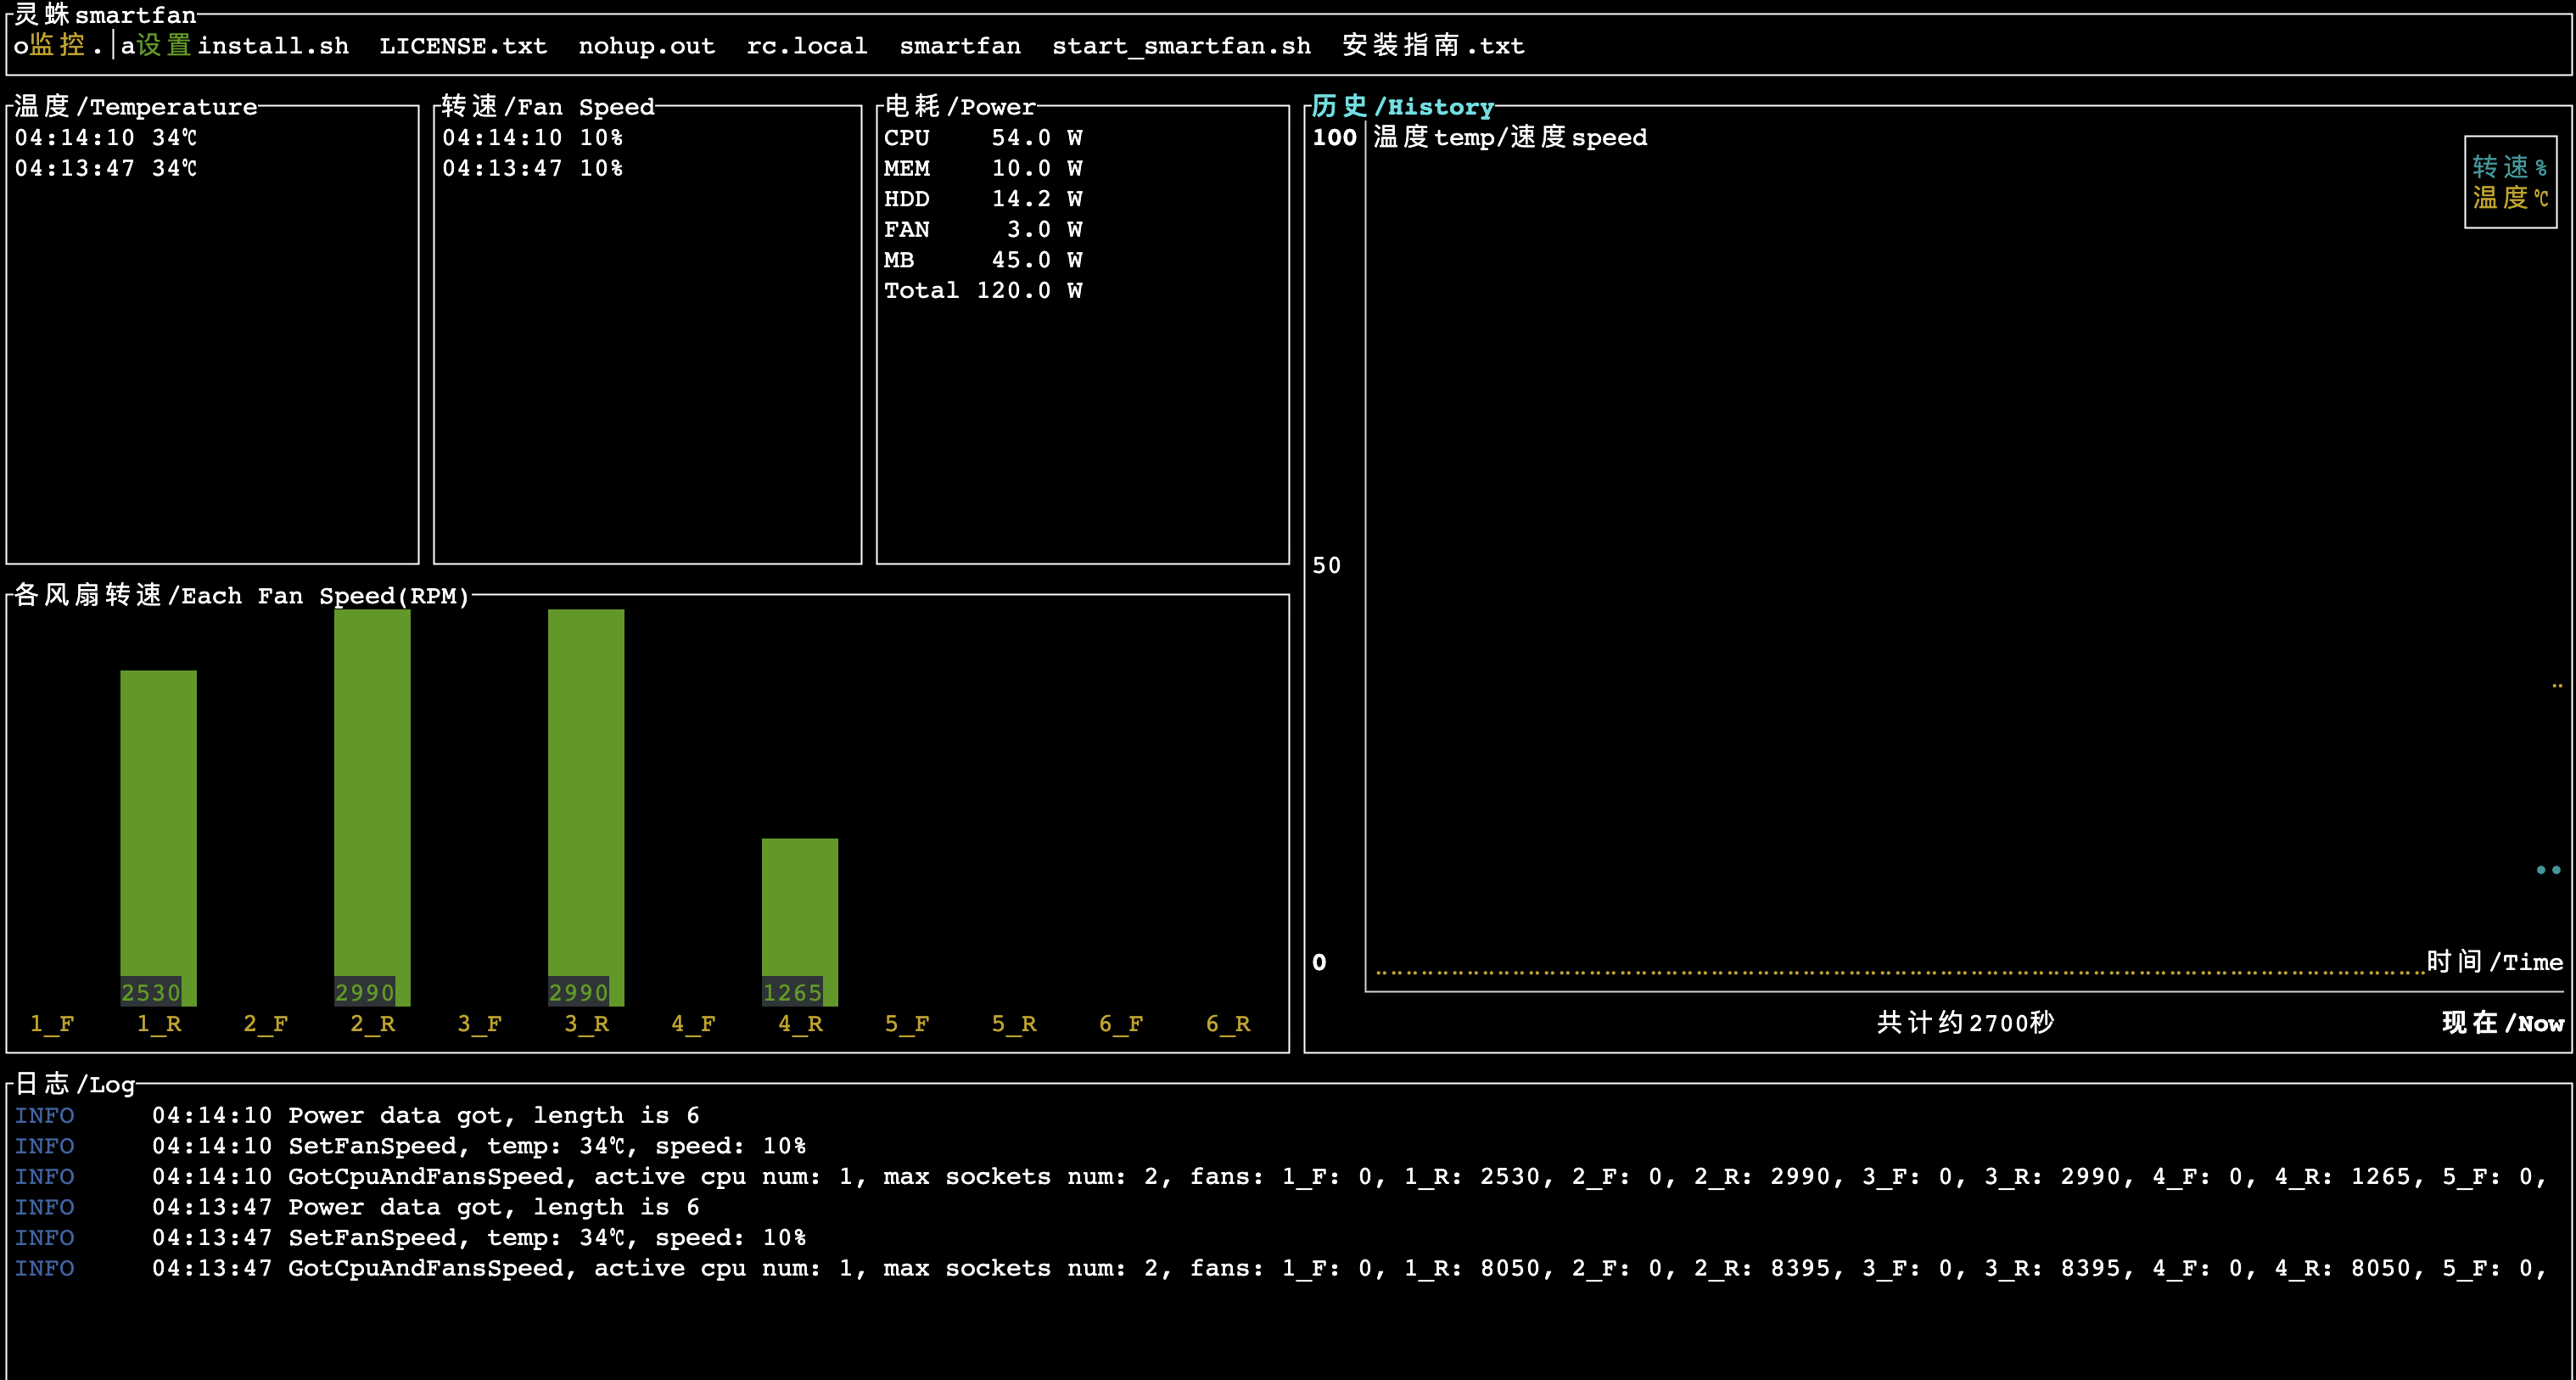 灵蛛smartfan
o监控.│a设置install.sh  LICENSE.txt  nohup.out  rc.local  smartfan  start_smartfan.sh  安装指南.txt
温度/Temperature
04:14:10 34℃
04:13:47 34℃
转速/Fan Speed
04:14:10 10%
04:13:47 10%
电耗/Power
CPU 54.0 W
MEM 10.0 W
HDD 14.2 W
FAN 3.0 W
MB 45.0 W
Total 120.0 W
历史/History
100 温度temp/速度speed
转速%
温度℃
50
0
时间/Time
共计约2700秒
现在/Now
各风扇转速/Each Fan Speed(RPM)
2530 2990 2990 1265
1_F 1_R 2_F 2_R 3_F 3_R 4_F 4_R 5_F 5_R 6_F 6_R
日志/Log
INFO 04:14:10 Power data got, length is 6
INFO 04:14:10 SetFanSpeed, temp: 34℃, speed: 10%
INFO 04:14:10 GotCpuAndFansSpeed, active cpu num: 1, max sockets num: 2, fans: 1_F: 0, 1_R: 2530, 2_F: 0, 2_R: 2990, 3_F: 0, 3_R: 2990, 4_F: 0, 4_R: 1265, 5_F: 0,
INFO 04:13:47 Power data got, length is 6
INFO 04:13:47 SetFanSpeed, temp: 34℃, speed: 10%
INFO 04:13:47 GotCpuAndFansSpeed, active cpu num: 1, max sockets num: 2, fans: 1_F: 0, 1_R: 8050, 2_F: 0, 2_R: 8395, 3_F: 0, 3_R: 8395, 4_F: 0, 4_R: 8050, 5_F: 0,